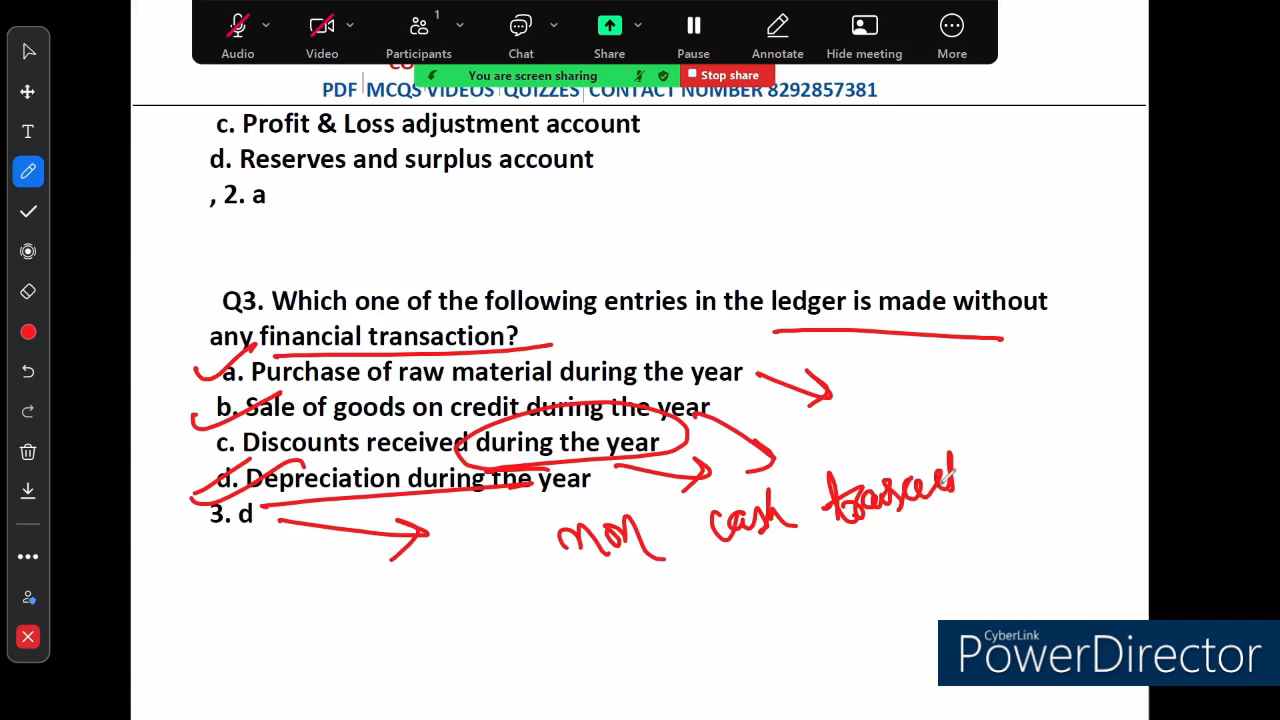 Audio Video Participants 1 Chat Share Pause Annotate Hide meeting More
You are screen sharing Stop share
PDF MCQS VIDEOS QUIZZES CONTACT NUMBER 8292857381
c. Profit & Loss adjustment account
d. Reserves and surplus account
, 2. a
Q3. Which one of the following entries in the ledger is made without
any financial transaction?
a. Purchase of raw material during the year
b. Sale of goods on credit during the year
c. Discounts received during the year
d. Depreciation during the year
3. d
non cash
CyberLink
PowerDirector